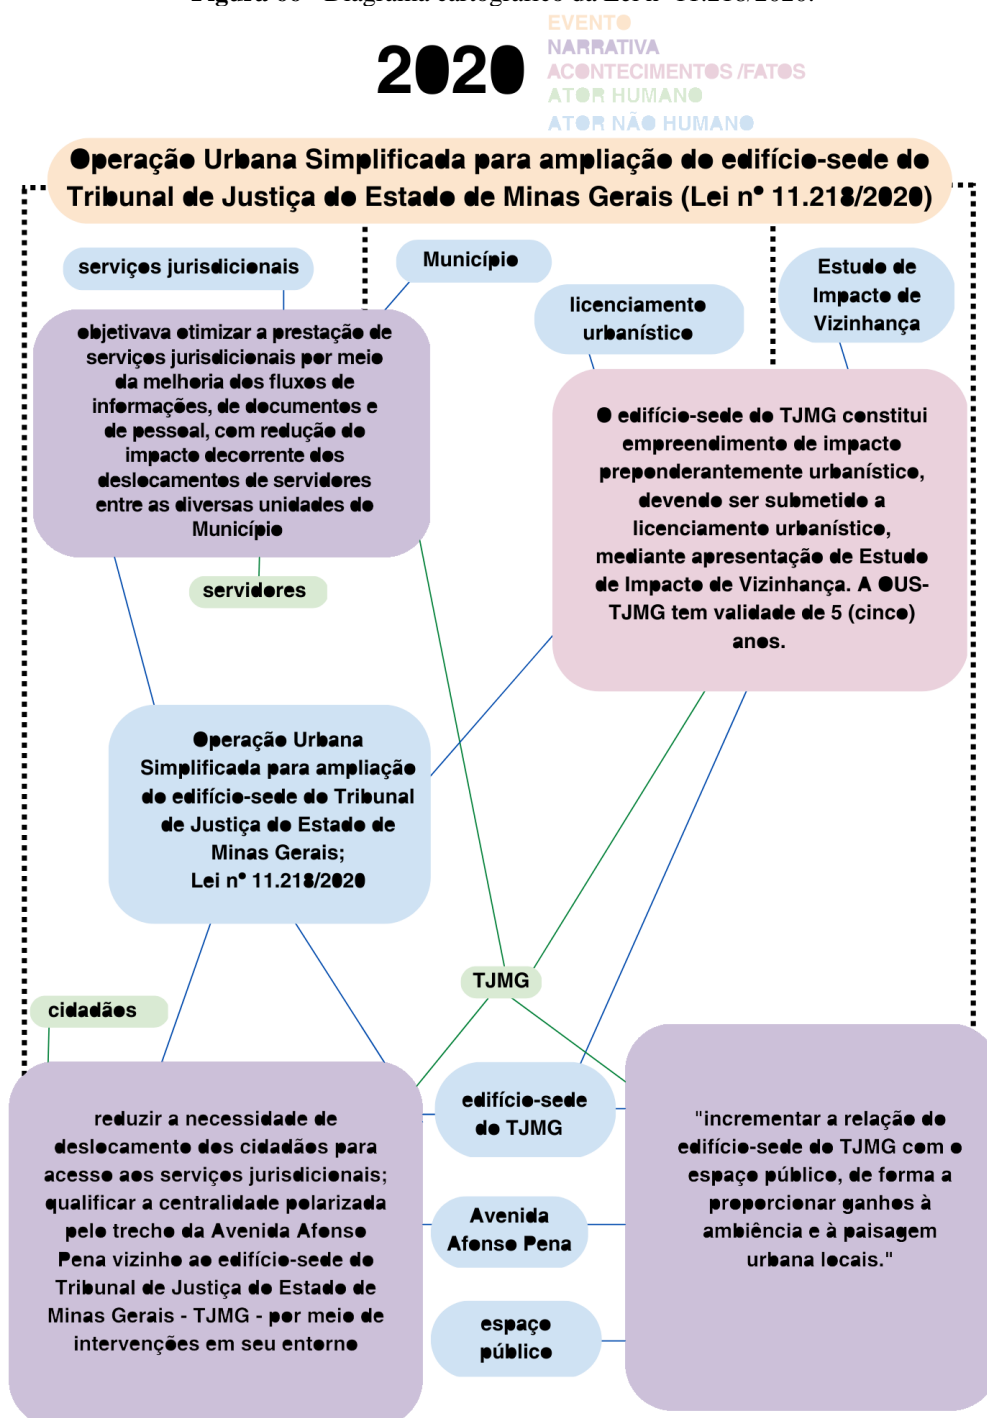 2020
EVENTO
NARRATIVA
ACONTECIMENTOS /FATOS
ATOR HUMANO
ATOR NÃO HUMANO
Operação Urbana Simplificada para ampliação do edifício-sede do
Tribunal de Justiça do Estado de Minas Gerais (Lei nº 11.218/2020)
serviços jurisdicionais
Município
licenciamento
urbanístico
Estudo de
Impacto de
Vizinhança
objetivava otimizar a prestação de
serviços jurisdicionais por meio
da melhoria dos fluxos de
informações, de documentos e
de pessoal, com redução do
impacto decorrente dos
deslocamentos de servidores
entre as diversas unidades do
Município
O edifício-sede do TJMG constitui
empreendimento de impacto
preponderantemente urbanístico,
devendo ser submetido a
licenciamento urbanístico,
mediante apresentação de Estudo
de Impacto de Vizinhança. A OUS-
TJMG tem validade de 5 (cinco)
anos.
servidores
Operação Urbana
Simplificada para ampliação
do edifício-sede do Tribunal
de Justiça do Estado de
Minas Gerais;
Lei nº 11.218/2020
TJMG
cidadãos
reduzir a necessidade de
deslocamento dos cidadãos para
acesso aos serviços jurisdicionais;
qualificar a centralidade polarizada
pelo trecho da Avenida Afonso
Pena vizinho ao edifício-sede do
Tribunal de Justiça do Estado de
Minas Gerais - TJMG - por meio de
intervenções em seu entorno
edifício-sede
do TJMG
Avenida
Afonso Pena
espaço
público
"incrementar a relação do
edifício-sede do TJMG com o
espaço público, de forma a
proporcionar ganhos à
ambiência e à paisagem
urbana locais."